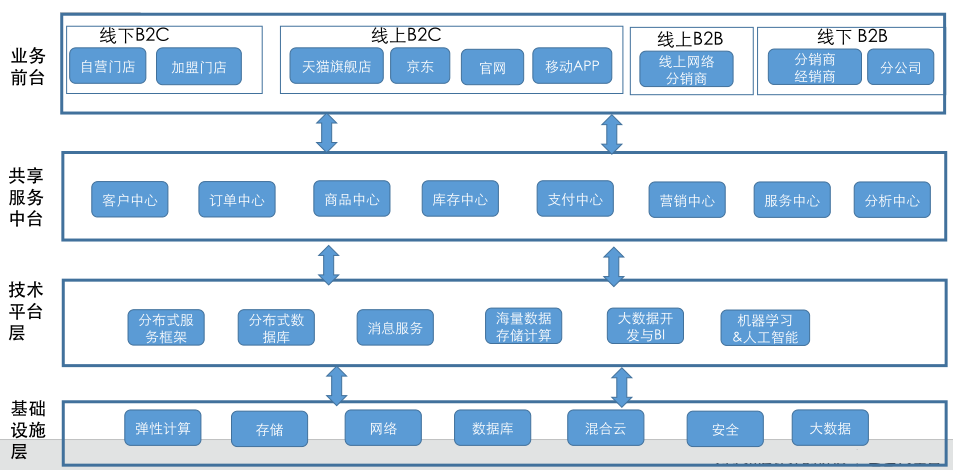 业务
前台
线下B2C
自营门店
加盟门店
线上B2C
天猫旗舰店
京东
官网
移动APP
线上B2B
线上网络
分销商
线下 B2B
分销商
经销商
分公司
共享
服务
中台
客户中心
订单中心
商品中心
库存中心
支付中心
营销中心
服务中心
分析中心
技术
平台
层
分布式服
务框架
分布式数
据库
消息服务
海量数据
存储计算
大数据开
发与BI
机器学习
&人工智能
基础
设施
层
弹性计算
存储
网络
数据库
混合云
安全
大数据